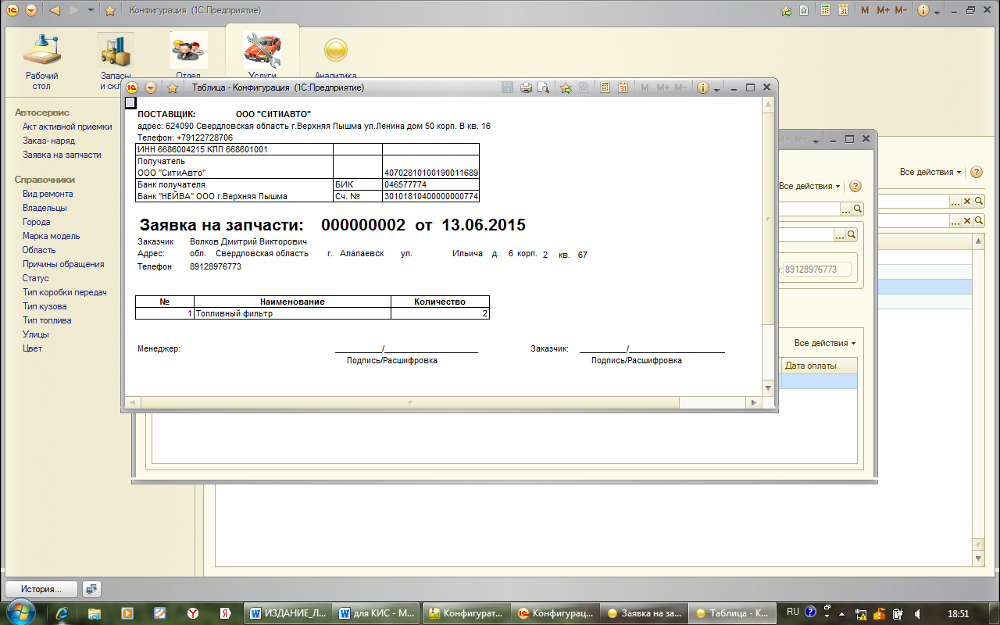 Конфигурация (1С:Предприятие)
M M+ M-
Рабочий стол
Запасы и скл
Отдел
Услуги
Аналитика
Автосервис
Акт активной приемки
Заказ- наряд
Заявка на запчасти
Справочники
Вид ремонта
Владельцы
Города
Марка модель
Область
Причины обращения
Статус
Тип коробки передач
Тип кузова
Тип топлива
Улицы
Цвет
Таблица - Конфигурация (1С:Предприятие)
M M+ M-
ПОСТАВЩИК: ООО "СИТИАВТО"
адрес: 624090 Свердловская область г.Верхняя Пышма ул.Ленина дом 50 корп. В кв. 16
Телефон: +79122728706
ИНН 6686004215 КПП 668601001
Получатель
ООО "СитиАвто" 40702810100190011689
Банк получателя БИК 046577774
Банк "НЕЙВА" ООО г.Верхняя Пышма Сч. № 30101810400000000774
Заявка на запчасти: 000000002 от 13.06.2015
Заказчик Волков Дмитрий Викторович
Адрес: обл. Свердловская область г. Алапаевск ул. Ильича д. 6 корп. 2 кв. 67
Телефон 89128976773
№ Наименование Количество
1 Топливный фильтр 2
Менеджер: / Заказчик: /
Подпись/Расшифровка Подпись/Расшифровка
M+ M-
Все действия
Все действия
89128976773
Все действия
Дата оплаты
История...
ИЗДАНИЕ_Л...
для КИС - M...
Конфигурат...
Конфигурац...
Заявка на за...
Таблица - К...
RU
18:51